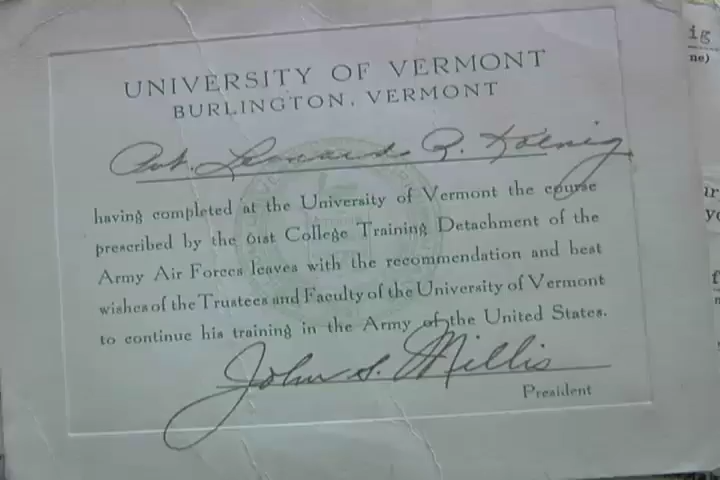 UNIVERSITY OF VERMONT
BURLINGTON, VERMONT
Pvt. Leonard R. Koenig
having completed at the University of Vermont the course
prescribed by the 61st College Training Detachment of the
Army Air Forces leaves with the recommendation and best
wishes of the Trustees and Faculty of the University of Vermont
to continue his training in the Army of the United States.
John S. Millis
President
ig
ne)